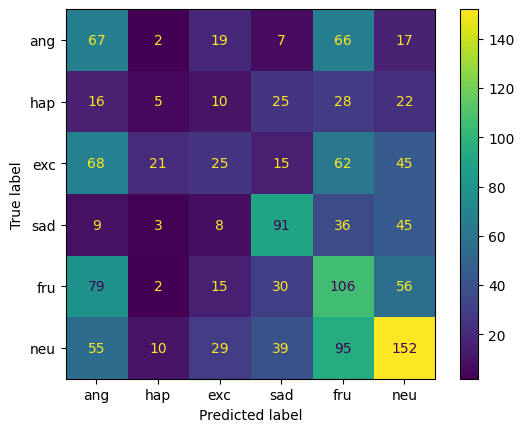 True label
ang 67 2 19 7 66 17
hap 16 5 10 25 28 22
exc 68 21 25 15 62 45
sad 9 3 8 91 36 45
fru 79 2 15 30 106 56
neu 55 10 29 39 95 152
ang hap exc sad fru neu
Predicted label
140
120
100
80
60
40
20